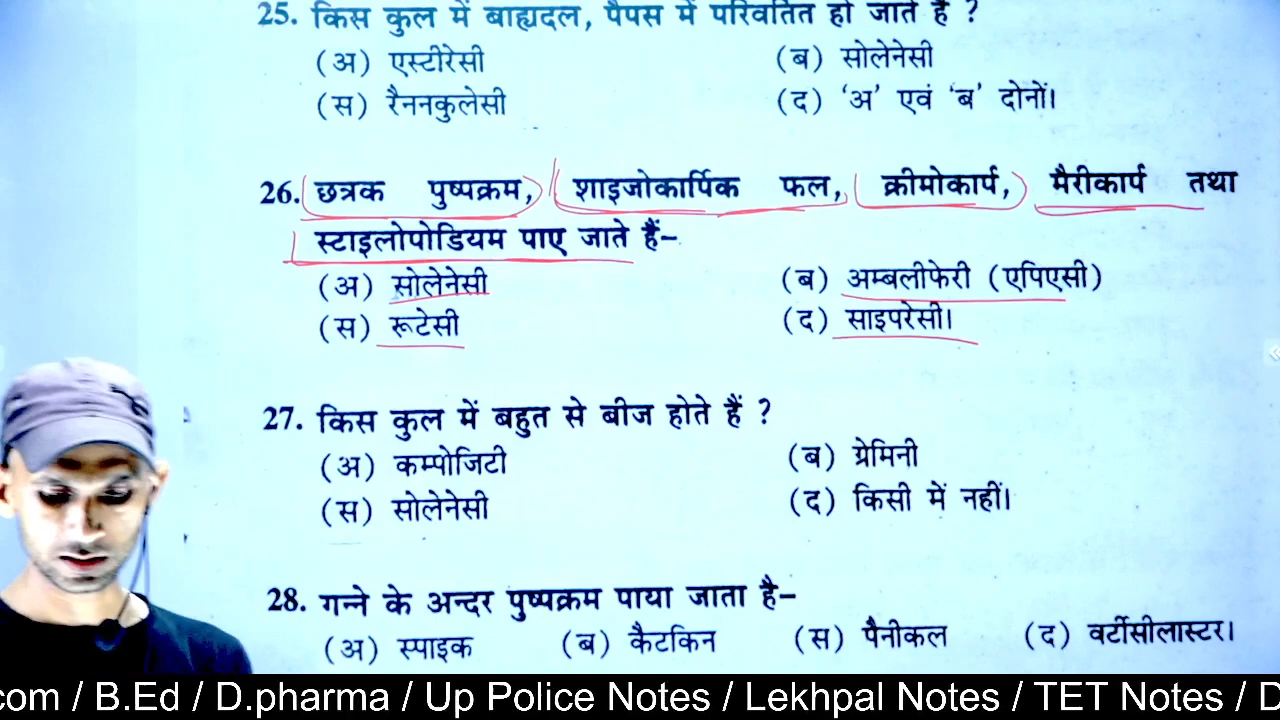 25. किस कुल में बाह्यदल, पैपस में परिवर्तित हो जाते हैं ?
(अ) एस्टीरेसी (ब) सोलेनेसी
(स) रैननकुलेसी (द) ‘अ’ एवं ‘ब’ दोनों।
26. छत्रक पुष्पक्रम, शाइजोकार्पिक फल, क्रीमोकार्प, मैरीकार्प तथा
स्टाइलोपोडियम पाए जाते हैं–
(अ) सोलेनेसी (ब) अम्बलीफेरी (एपिएसी)
(स) रूटेसी (द) साइपरेसी।
27. किस कुल में बहुत से बीज होते हैं ?
(अ) कम्पोजिटी (ब) ग्रेमिनी
(स) सोलेनेसी (द) किसी में नहीं।
28. गन्ने के अन्दर पुष्पक्रम पाया जाता है–
(अ) स्पाइक (ब) कैटकिन (स) पैनीकल (द) वर्टीसीलास्टर।
com / B.Ed / D.pharma / Up Police Notes / Lekhpal Notes / TET Notes / D